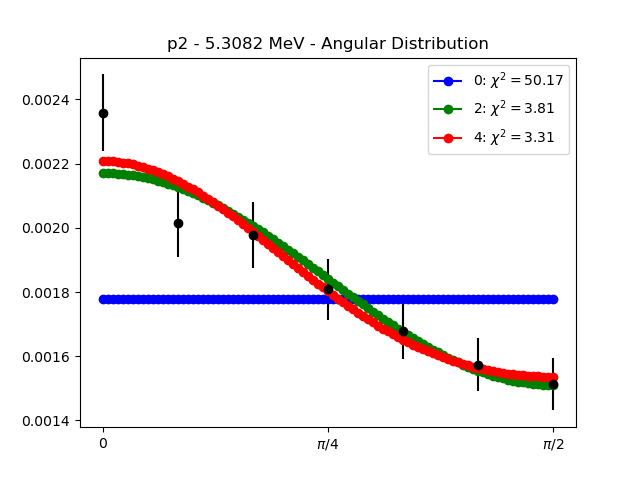 p2 - 5.3082 MeV - Angular Distribution
0: χ² = 50.17
2: χ² = 3.81
4: χ² = 3.31
0.0024
0.0022
0.0020
0.0018
0.0016
0.0014
0 π/4 π/2